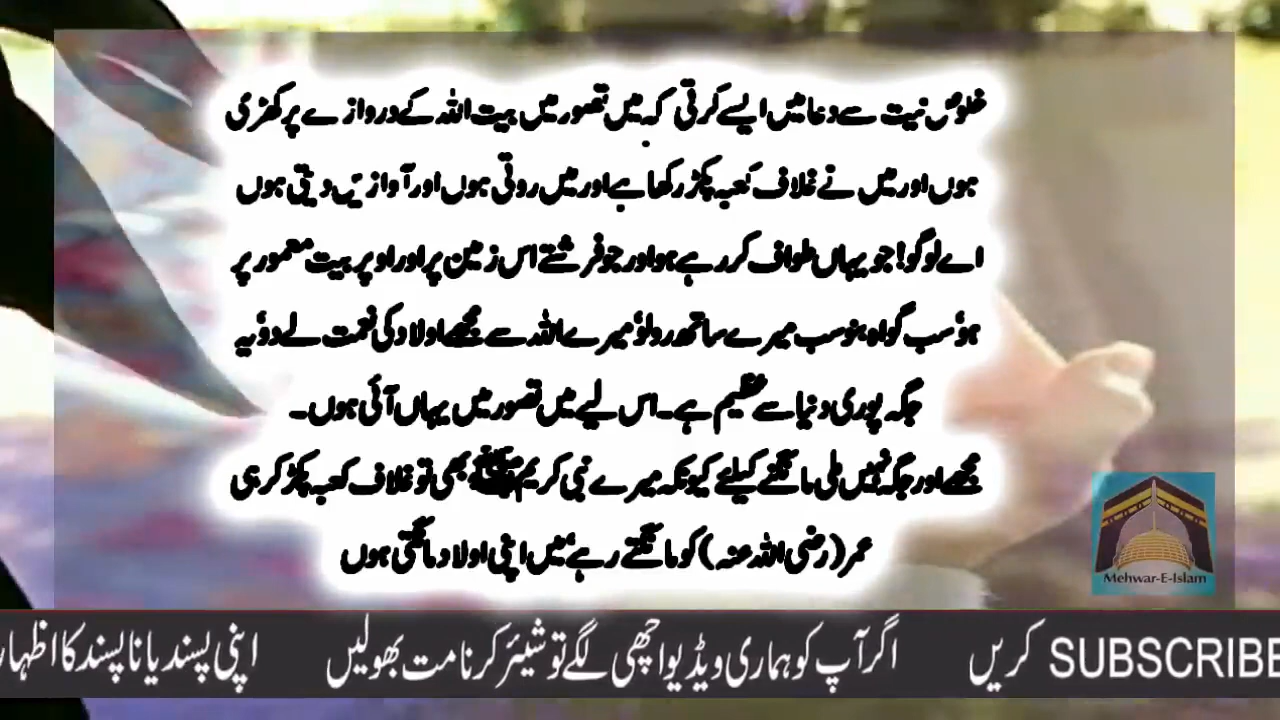 خلوصِ نیت سے دعا میں ایسے کرتی کہ میں تصور میں بیت اللہ کے دروازے پر کھڑی
ہوں اور میں نے غلاف کعبہ پکڑ رکھا ہے اور میں روتی ہوں اور آوازیں دیتی ہوں
اے لوگو! جو یہاں طواف کر رہے ہو اور جو فرشتے اس زمین پر اور اوپر بیت معمور پر
ہو، سب گواہ ہنو سب میرے ساتھ رولو، میرے اللہ سے مجھے اولاد کی نعمت لے دو، یہ
جگہ پوری دنیا سے عظیم ہے۔ اس لیے میں تصور میں یہاں آئی ہوں۔
مجھے اور جگہ نہیں ملی مانگنے کیلئے کیونکہ میرے نبی کریم ﷺ بھی تو غلاف کعبہ پکڑ کر ہی
عمر (رضی اللہ عنہ) کو مانگتے رہے، میں اپنی اولاد مانگتی ہوں
Mehwar-E-Islam
SUBSCRIBE کریں اگر آپ کو ہماری ویڈیو اچھی لگے تو شیئر کرنا مت بھولیں اپنی پسند یا ناپسند کا اظہار